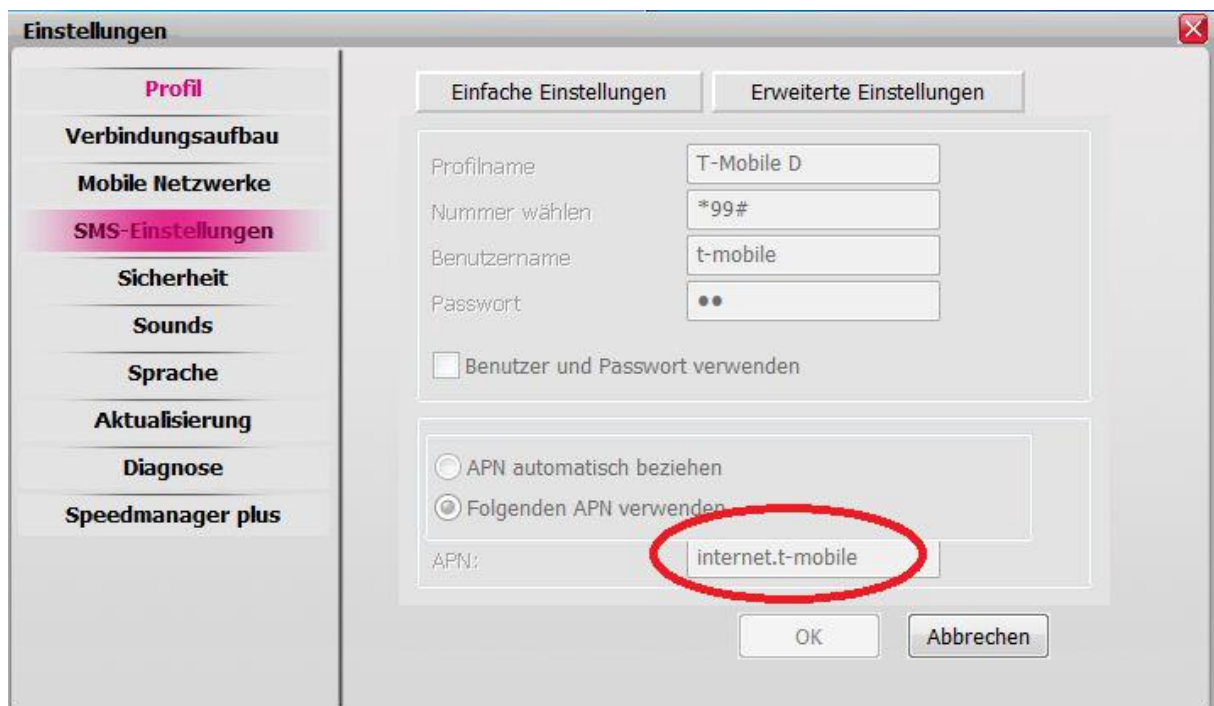 Einstellungen
Profil
Verbindungsaufbau
Mobile Netzwerke
SMS-Einstellungen
Sicherheit
Sounds
Sprache
Aktualisierung
Diagnose
Speedmanager plus
Einfache Einstellungen Erweiterte Einstellungen
Profilname T-Mobile D
Nummer wählen *99#
Benutzername t-mobile
Passwort ●●
Benutzer und Passwort verwenden
APN automatisch beziehen
Folgenden APN verwenden
APN: internet.t-mobile
OK Abbrechen